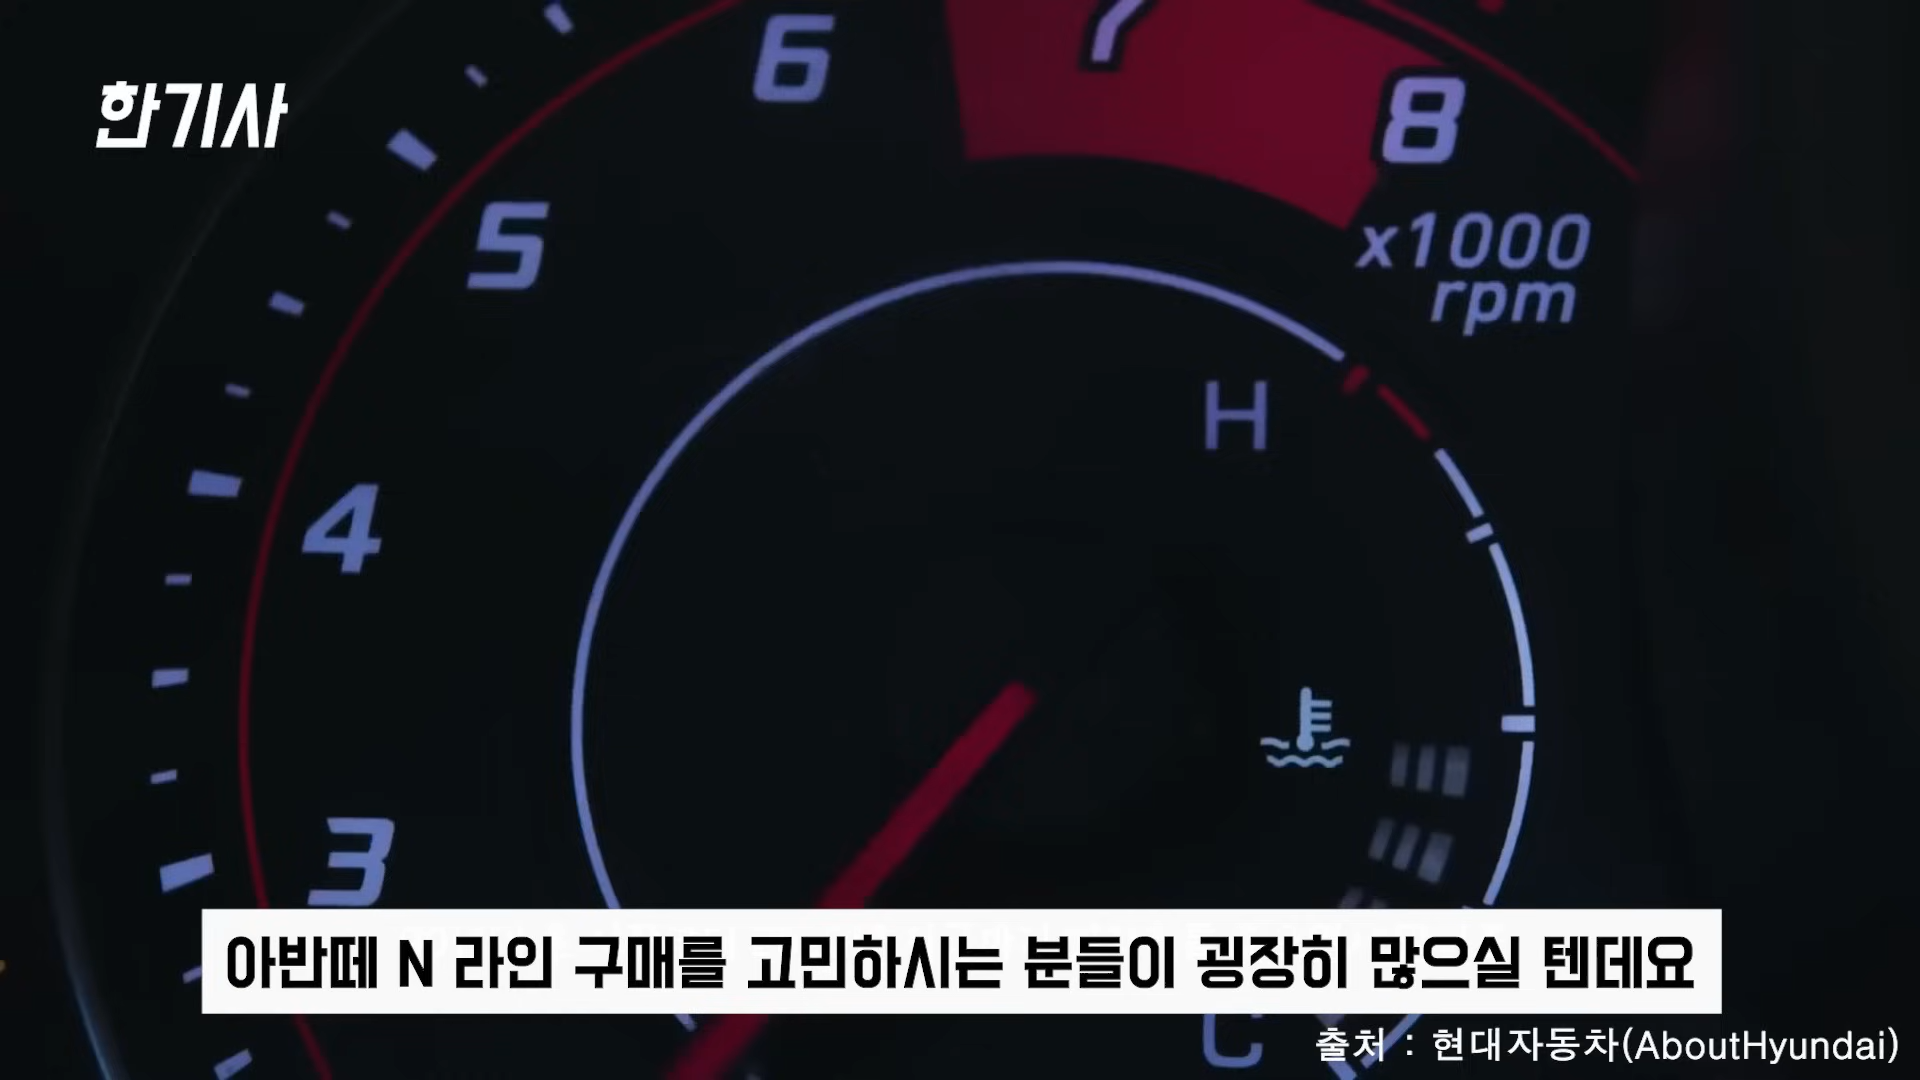 한기사
6
7
8
5
x1000
rpm
H
4
3
아반떼 N 라인 구매를 고민하시는 분들이 굉장히 많으실 텐데요
C
출처 : 현대자동차(AboutHyundai)